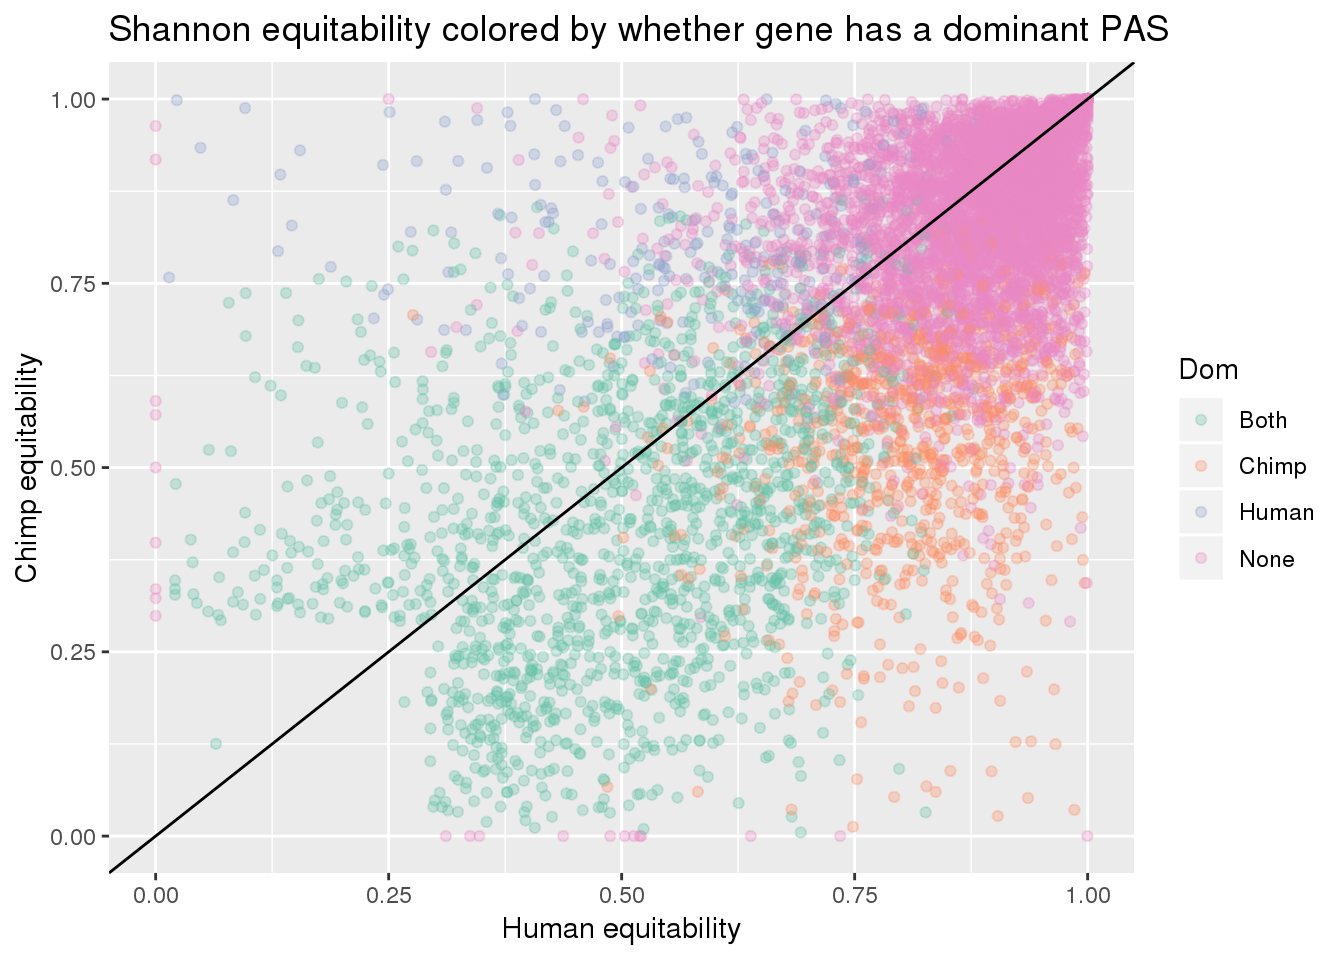 Shannon equitability colored by whether gene has a dominant PAS
1.00
0.75
0.50
0.25
0.00
Chimp equitability
0.00 0.25 0.50 0.75 1.00
Human equitability
Dom
Both
Chimp
Human
None